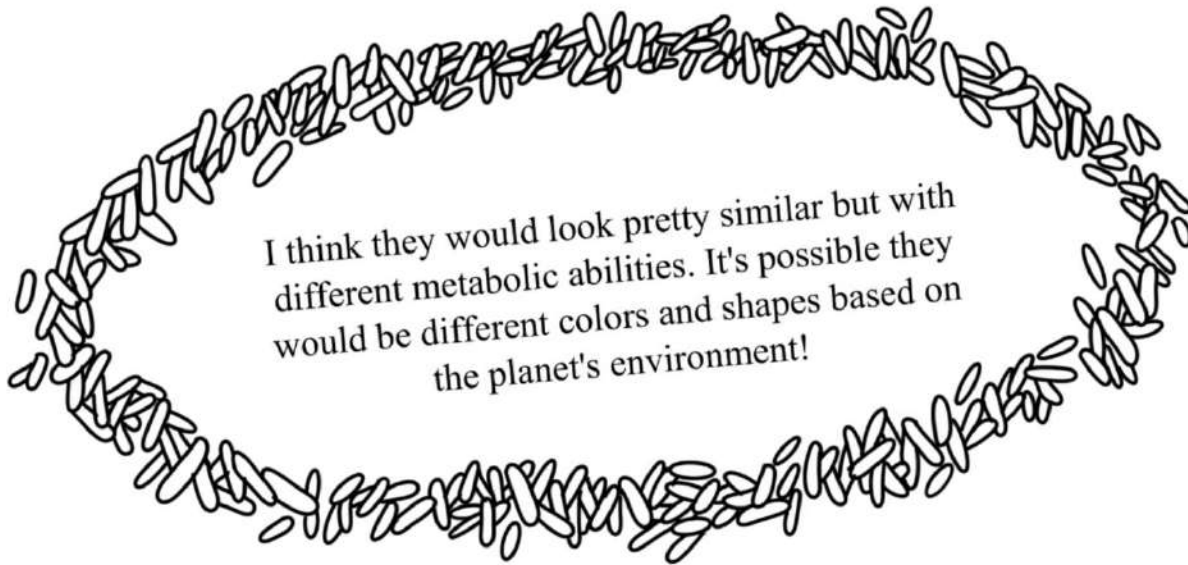 I think they would look pretty similar but with
different metabolic abilities. It's possible they
would be different colors and shapes based on
the planet's environment!